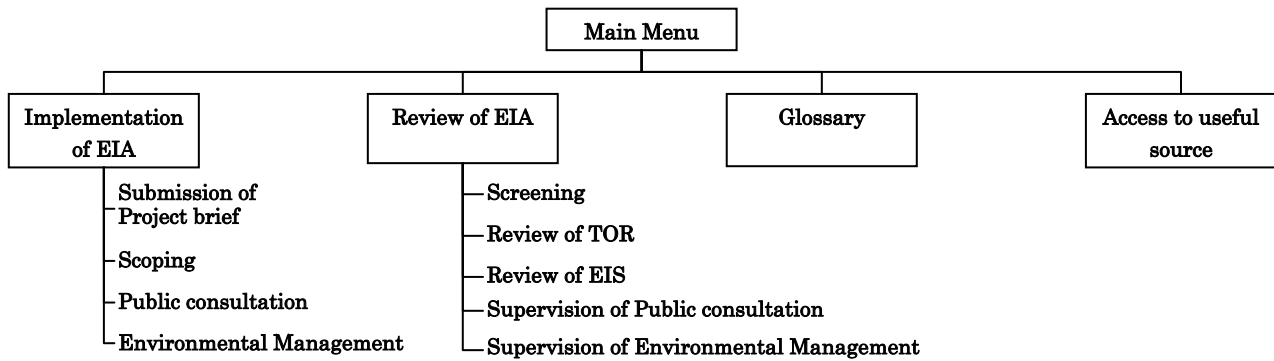 Main Menu
Implementation
of EIA
Review of EIA
Glossary
Access to useful
source
Submission of
Project brief
Scoping
Public consultation
Environmental Management
Screening
Review of TOR
Review of EIS
Supervision of Public consultation
Supervision of Environmental Management